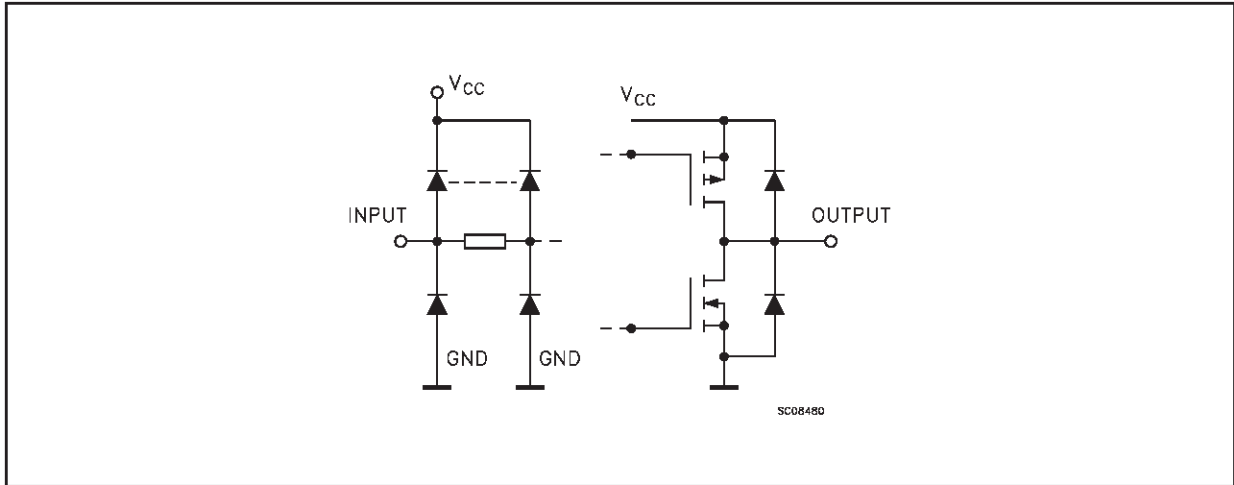 VCC
VCC
INPUT
OUTPUT
GND
GND
SC08480